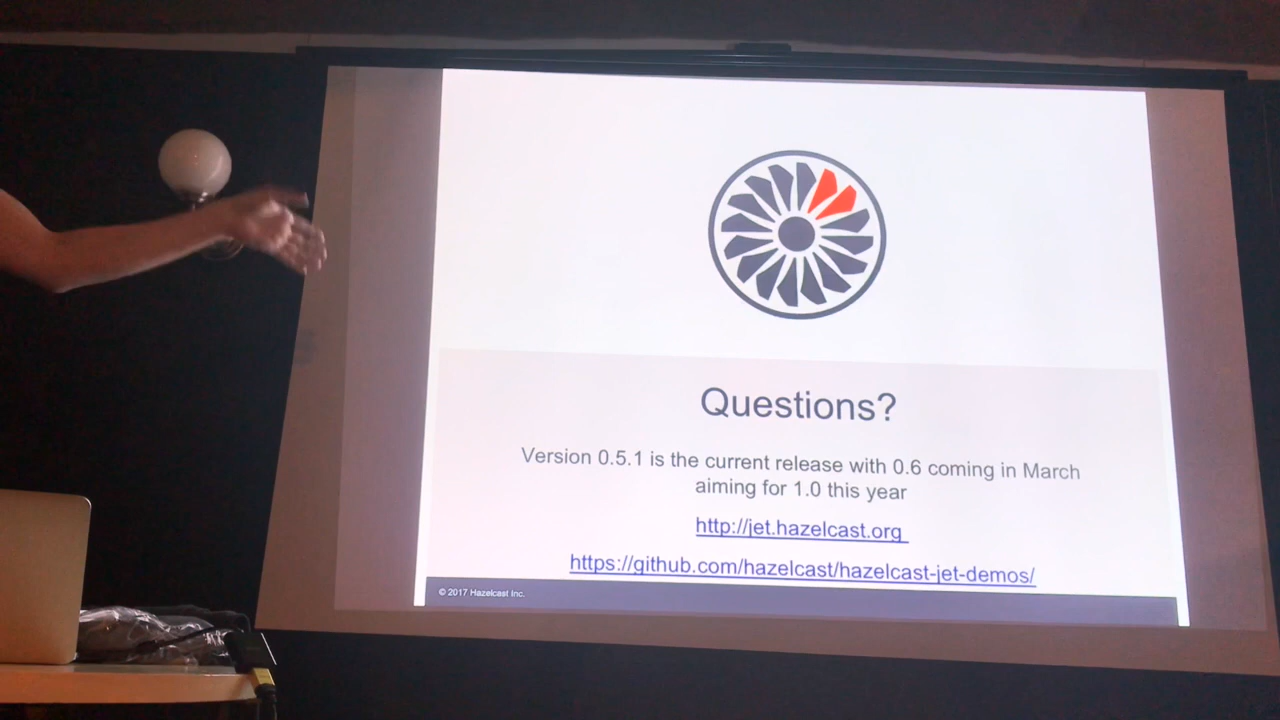 Questions?
Version 0.5.1 is the current release with 0.6 coming in March
aiming for 1.0 this year
http://jet.hazelcast.org
https://github.com/hazelcast/hazelcast-jet-demos/
© 2017 Hazelcast Inc.